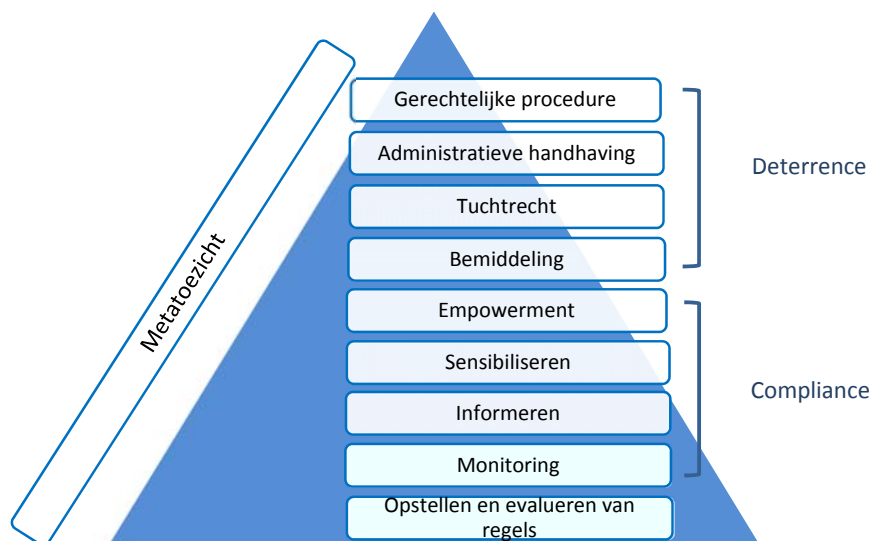 Gerechtelijke procedure
Administratieve handhaving
Tuchtrecht
Bemiddeling
Deterrence
Empowerment
Sensibiliseren
Informeren
Monitoring
Compliance
Opstellen en evalueren van
regels
Metatoezicht